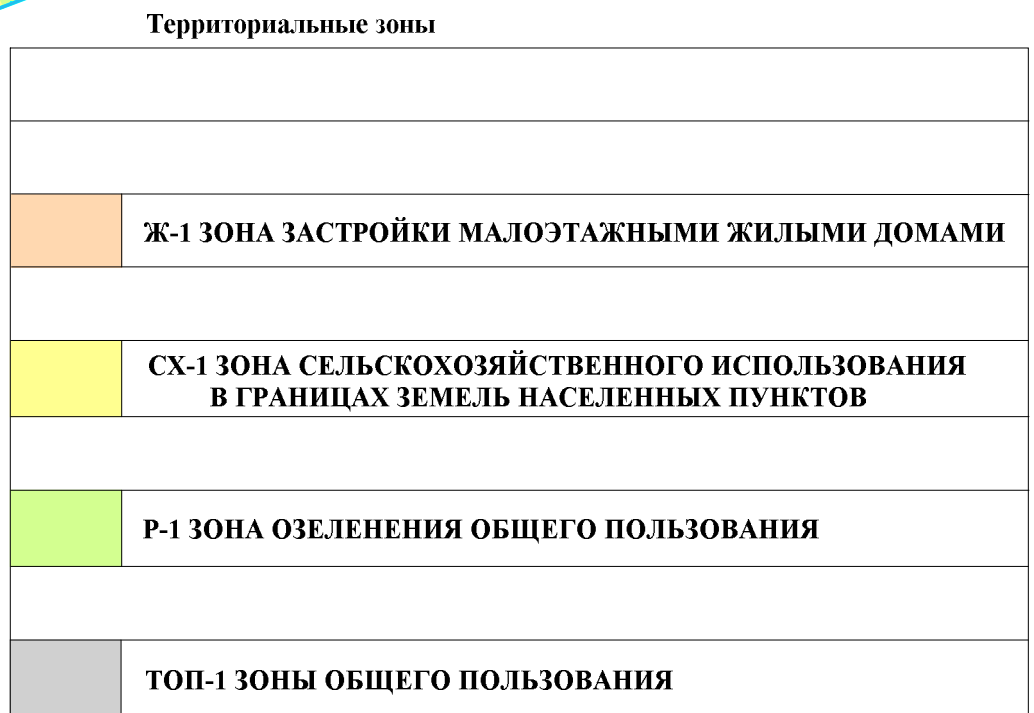 Территориальные зоны
Ж-1 ЗОНА ЗАСТРОЙКИ МАЛОЭТАЖНЫМИ ЖИЛЫМИ ДОМАМИ
СХ-1 ЗОНА СЕЛЬСКОХОЗЯЙСТВЕННОГО ИСПОЛЬЗОВАНИЯ
В ГРАНИЦАХ ЗЕМЕЛЬ НАСЕЛЕННЫХ ПУНКТОВ
Р-1 ЗОНА ОЗЕЛЕНЕНИЯ ОБЩЕГО ПОЛЬЗОВАНИЯ
ТОП-1 ЗОНЫ ОБЩЕГО ПОЛЬЗОВАНИЯ